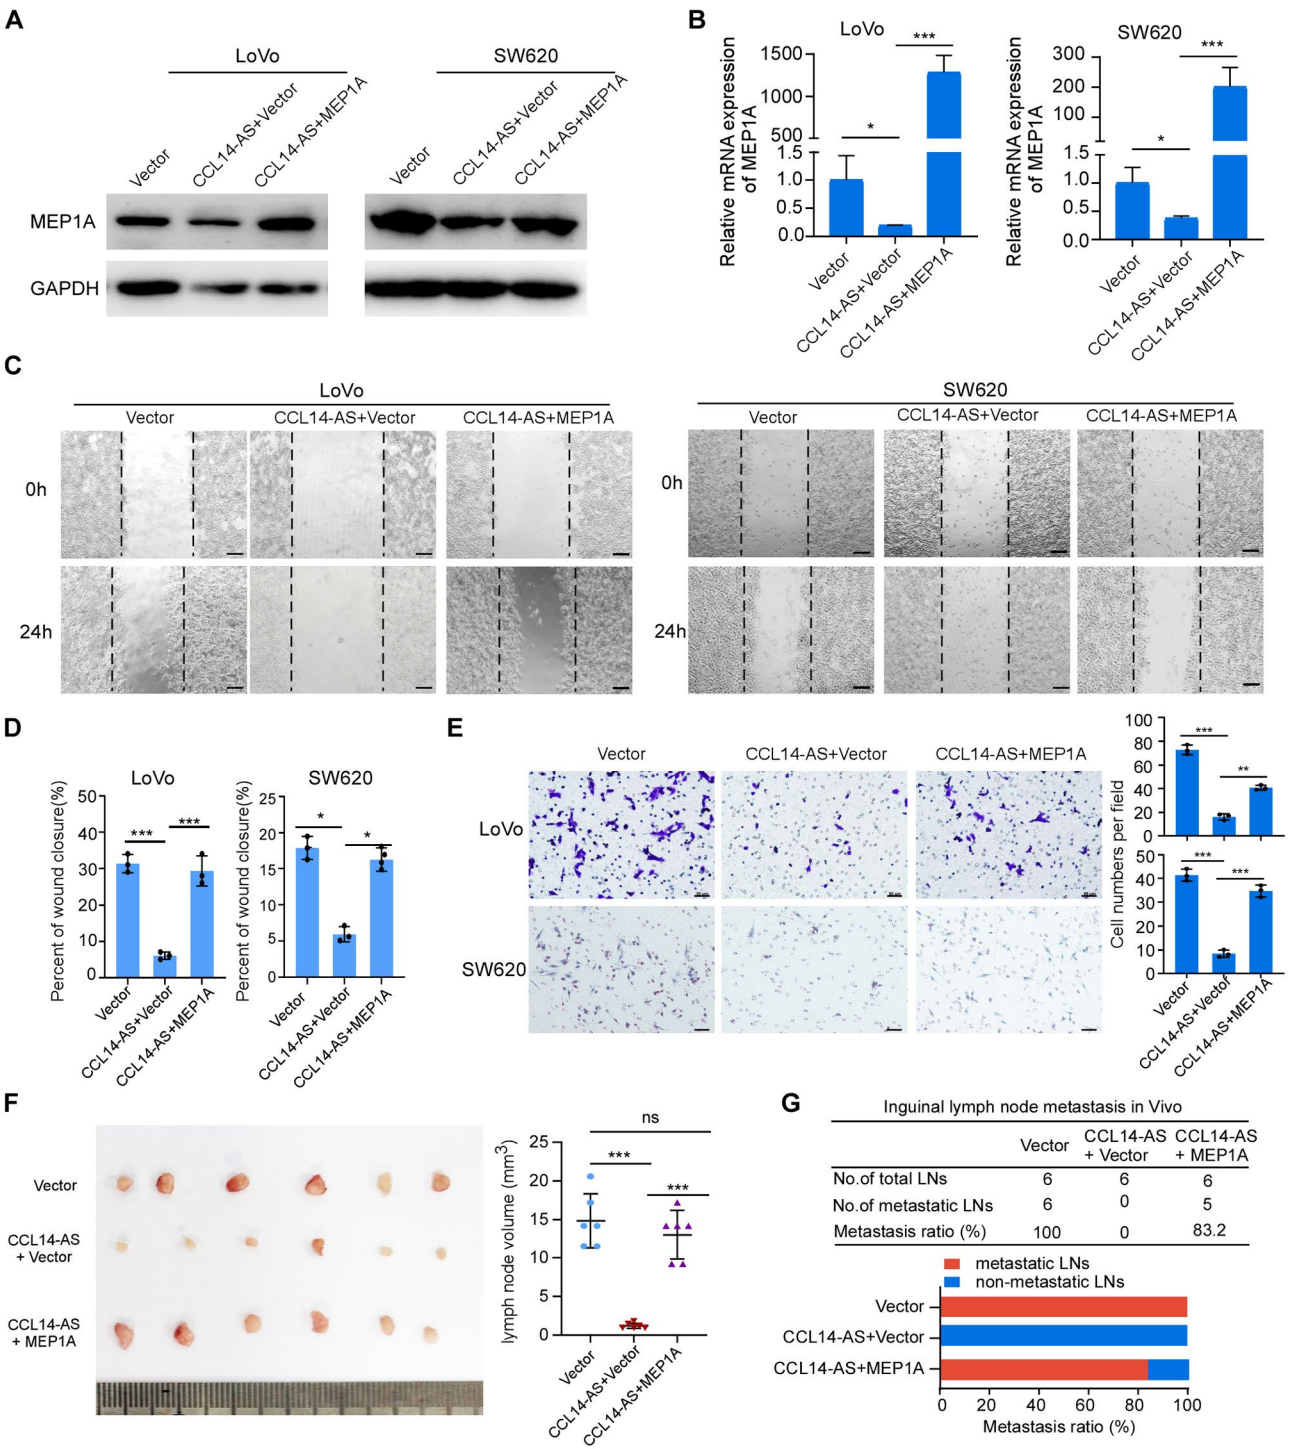 A
LoVo
SW620
Vector
CCL14-AS+Vector
CCL14-AS+MEP1A
Vector
CCL14-AS+Vector
CCL14-AS+MEP1A
MEP1A
GAPDH
B
LoVo
Relative mRNA expression
of MEP1A
1500
1000
500
1.5
1.0
0.5
0.0
*
***
Vector
CCL14-AS+Vector
CCL14-AS+MEP1A
SW620
Relative mRNA expression
of MEP1A
300
200
100
1.5
1.0
0.5
0.0
*
***
Vector
CCL14-AS+Vector
CCL14-AS+MEP1A
C
LoVo
SW620
Vector
CCL14-AS+Vector
CCL14-AS+MEP1A
Vector
CCL14-AS+Vector
CCL14-AS+MEP1A
0h
0h
24h
24h
D
LoVo
Percent of wound closure(%)
50
40
30
20
10
0
***
***
Vector
CCL14-AS+Vector
CCL14-AS+MEP1A
SW620
Percent of wound closure(%)
25
20
15
10
5
0
*
*
Vector
CCL14-AS+Vector
CCL14-AS+MEP1A
E
Vector
CCL14-AS+Vector
CCL14-AS+MEP1A
LoVo
SW620
Cell numbers per field
100
80
60
40
20
0
***
**
50
40
30
20
10
0
***
***
Vector
CCL14-AS+Vector
CCL14-AS+MEP1A
F
Vector
CCL14-AS
+ Vector
CCL14-AS
+ MEP1A
lymph node volume (mm3)
25
20
15
10
5
0
ns
***
***
Vector
CCL14-AS+Vector
CCL14-AS+MEP1A
G
Inguinal lymph node metastasis in Vivo
Vector
CCL14-AS
+ Vector
CCL14-AS
+ MEP1A
No.of total LNs 6 6 6
No.of metastatic LNs 6 0 5
Metastasis ratio (%) 100 0 83.2
metastatic LNs
non-metastatic LNs
Vector
CCL14-AS+Vector
CCL14-AS+MEP1A
0 20 40 60 80 100
Metastasis ratio (%)